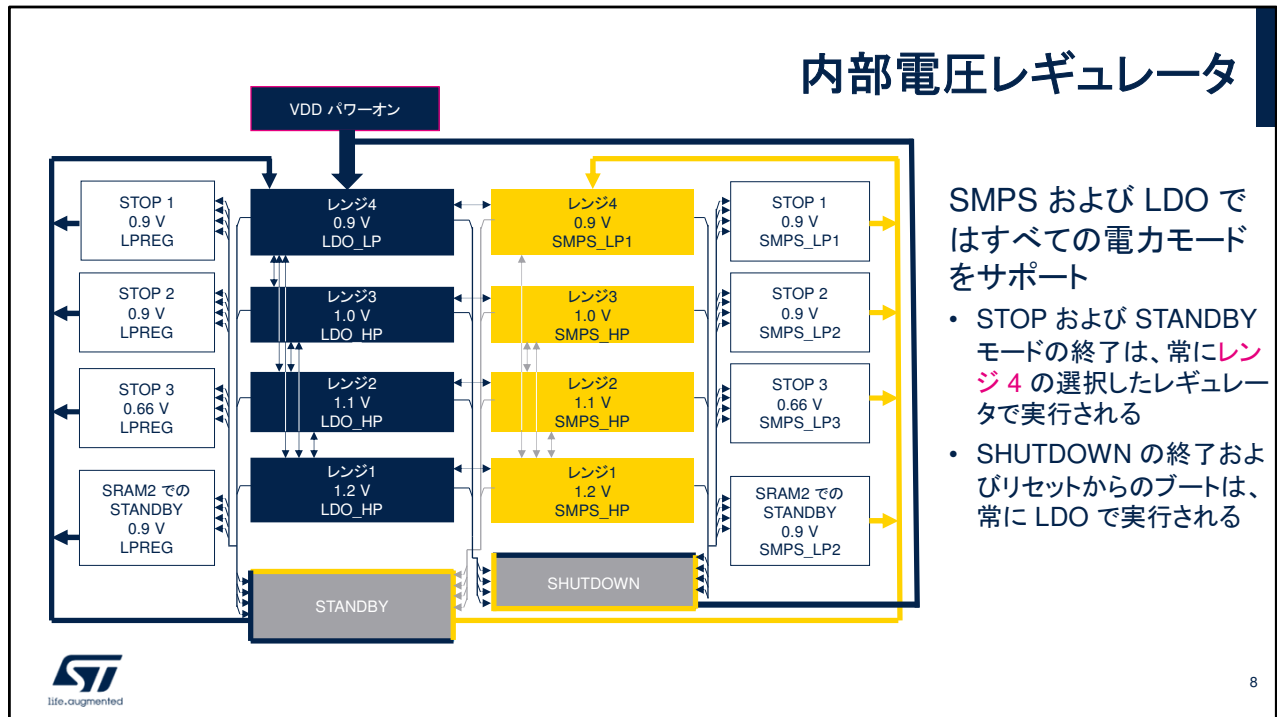 内部電圧レギュレータ
VDD パワーオン
STOP 1
0.9 V
LPREG
STOP 2
0.9 V
LPREG
STOP 3
0.66 V
LPREG
SRAM2 での
STANDBY
0.9 V
LPREG
レンジ4
0.9 V
LDO_LP
レンジ3
1.0 V
LDO_HP
レンジ2
1.1 V
LDO_HP
レンジ1
1.2 V
LDO_HP
STANDBY
レンジ4
0.9 V
SMPS_LP1
レンジ3
1.0 V
SMPS_HP
レンジ2
1.1 V
SMPS_HP
レンジ1
1.2 V
SMPS_HP
SHUTDOWN
STOP 1
0.9 V
SMPS_LP1
STOP 2
0.9 V
SMPS_LP2
STOP 3
0.66 V
SMPS_LP3
SRAM2 での
STANDBY
0.9 V
SMPS_LP2
SMPS および LDO で
はすべての電力モード
をサポート
• STOP および STANDBY
モードの終了は、常にレン
ジ 4 の選択したレギュレー
タで実行される
• SHUTDOWN の終了およ
びリセットからのブートは、
常に LDO で実行される
ST
life.augmented
8